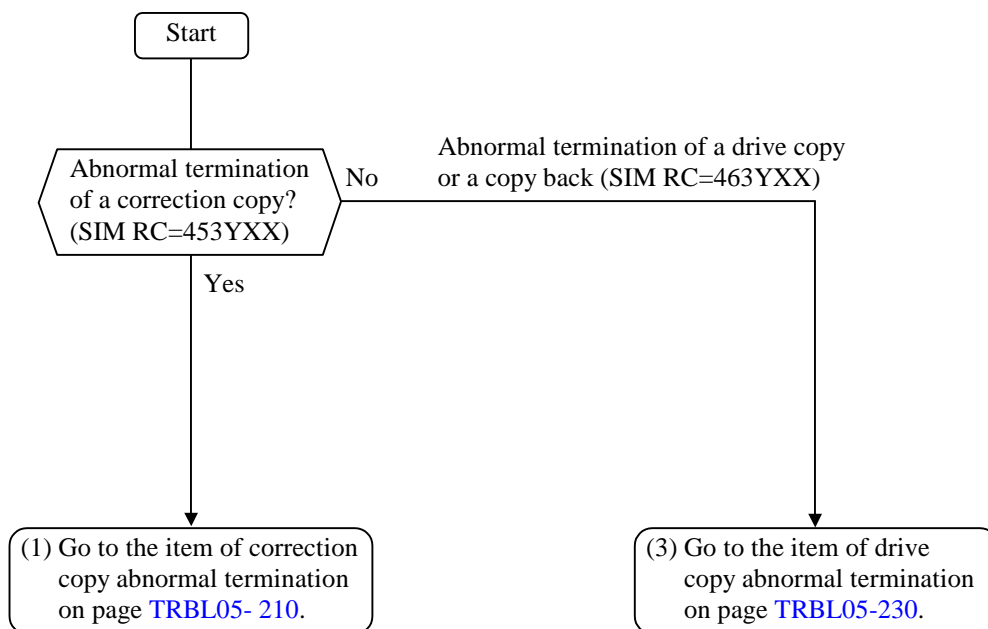 Start
Abnormal termination
of a correction copy?
(SIM RC=453YXX)
No
Abnormal termination of a drive copy
or a copy back (SIM RC=463YXX)
Yes
(1) Go to the item of correction
copy abnormal termination
on page TRBL05- 210.
(3) Go to the item of drive
copy abnormal termination
on page TRBL05-230.